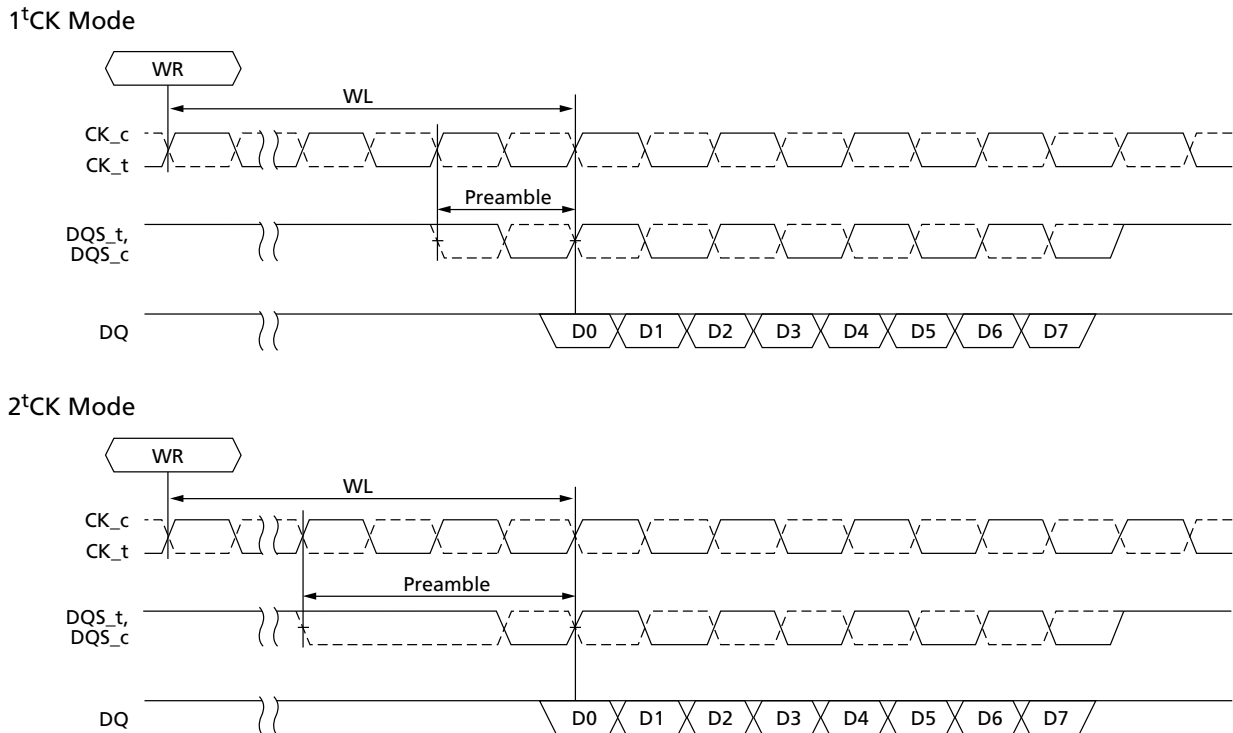 1tCK Mode
WR
WL
CK_c
CK_t
Preamble
DQS_t,
DQS_c
DQ
D0 D1 D2 D3 D4 D5 D6 D7
2tCK Mode
WR
WL
CK_c
CK_t
Preamble
DQS_t,
DQS_c
DQ
D0 D1 D2 D3 D4 D5 D6 D7